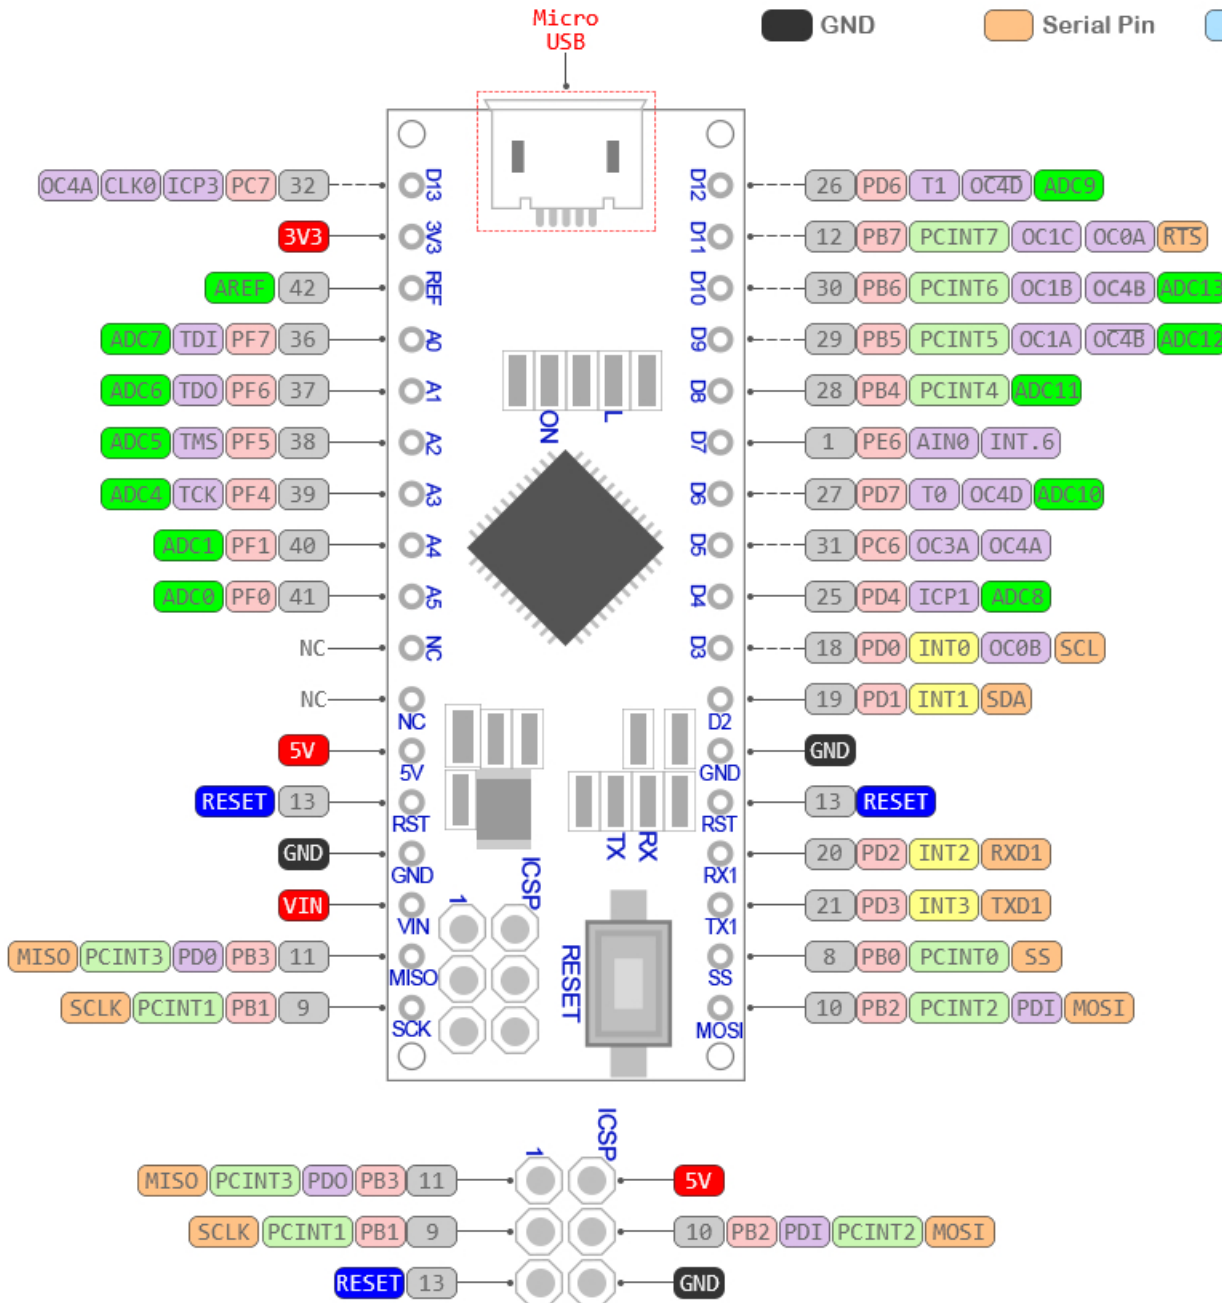 Micro
USB
GND
Serial Pin
OC4A CLK0 ICP3 PC7 32 D13
D12 26 PD6 T1 OC4D ADC9
3V3 3V3
D11 12 PB7 PCINT7 OC1C OC0A RTS
AREF 42 REF
D10 30 PB6 PCINT6 OC1B OC4B ADC13
ADC7 TDI PF7 36 A0
D9 29 PB5 PCINT5 OC1A OC4B ADC12
ADC6 TDO PF6 37 A1
D8 28 PB4 PCINT4 ADC11
ADC5 TMS PF5 38 A2
D7 1 PE6 AIN0 INT.6
ADC4 TCK PF4 39 A3
D6 27 PD7 T0 OC4D ADC10
ADC1 PF1 40 A4
D5 31 PC6 OC3A OC4A
ADC0 PF0 41 A5
D4 25 PD4 ICP1 ADC8
NC NC
D3 18 PD0 INT0 OC0B SCL
NC NC
D2 19 PD1 INT1 SDA
5V 5V
GND GND
RESET 13 RST
RST 13 RESET
GND GND
RX1 20 PD2 INT2 RXD1
VIN VIN
TX1 21 PD3 INT3 TXD1
MISO PCINT3 PD0 PB3 11 MISO
SS 8 PB0 PCINT0 SS
SCLK PCINT1 PB1 9 SCK
MOSI 10 PB2 PCINT2 PDI MOSI
ON
L
TX
RX
ICSP
1
RESET
ICSP
1
MISO PCINT3 PDO PB3 11
5V
SCLK PCINT1 PB1 9
10 PB2 PDI PCINT2 MOSI
RESET 13
GND